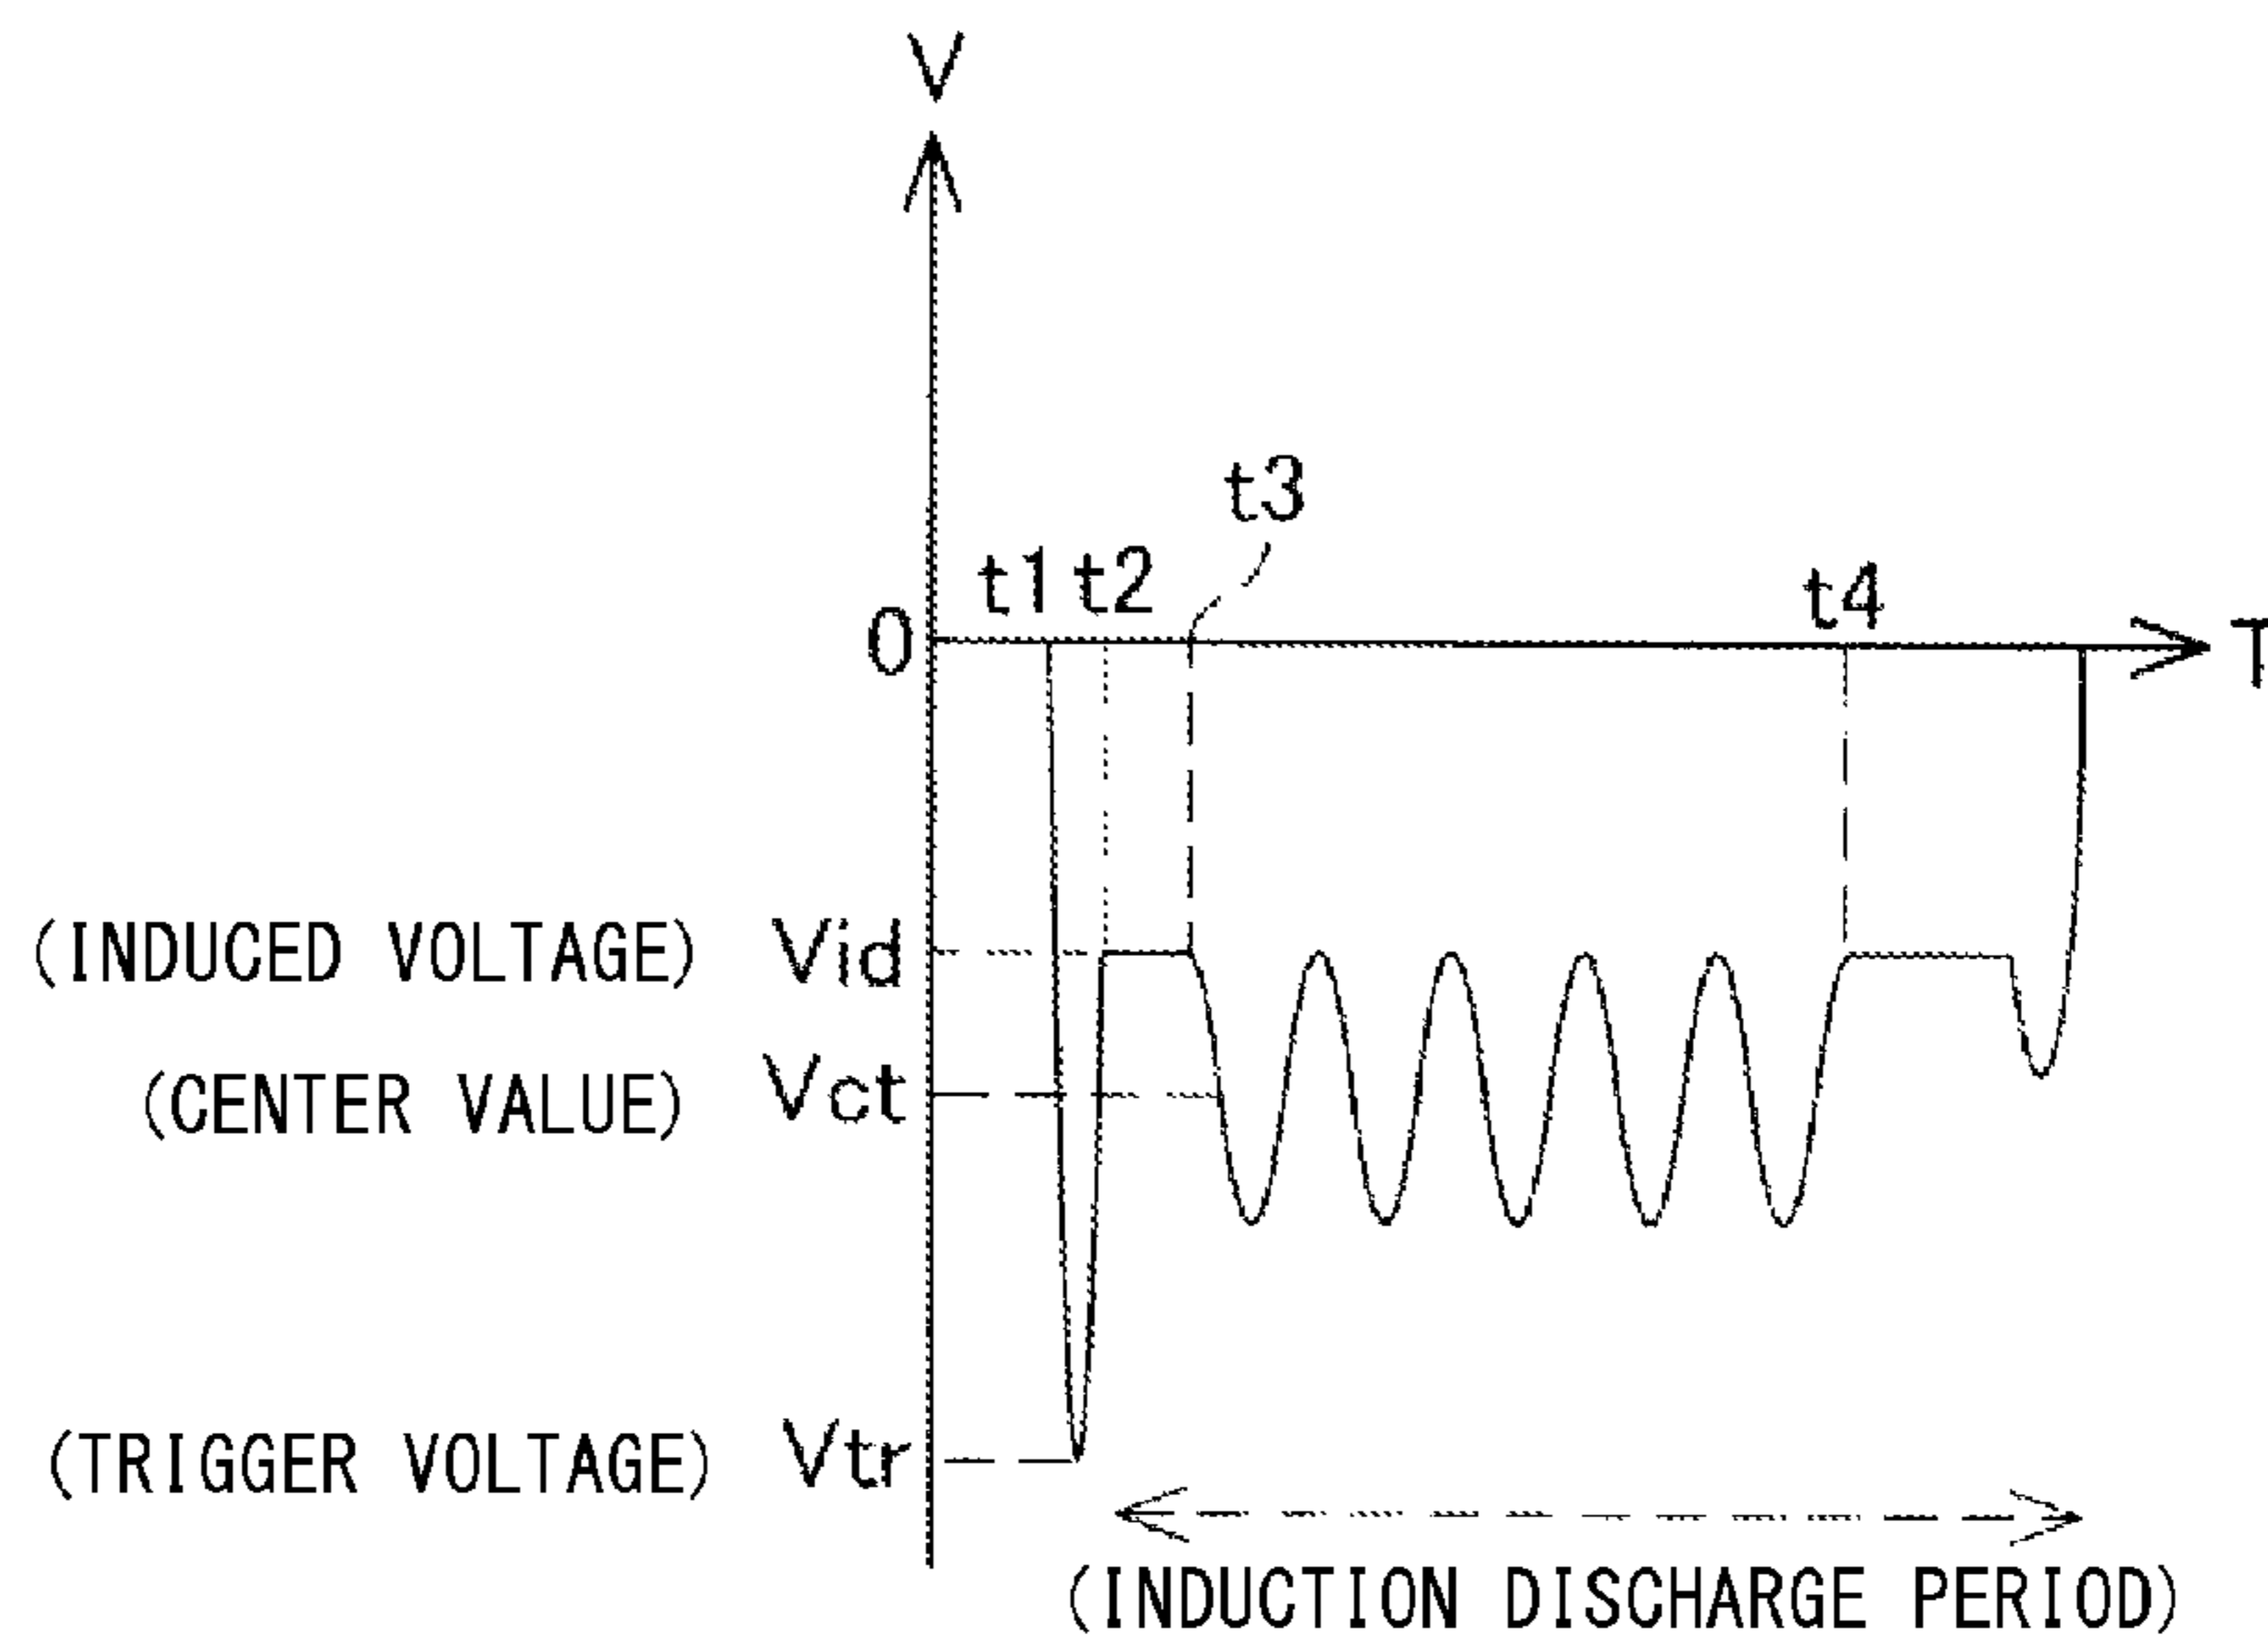 V
t3
t1 t2
t4
0
T
(INDUCED VOLTAGE) Vid
(CENTER VALUE) Vct
(TRIGGER VOLTAGE) Vtr
(INDUCTION DISCHARGE PERIOD)